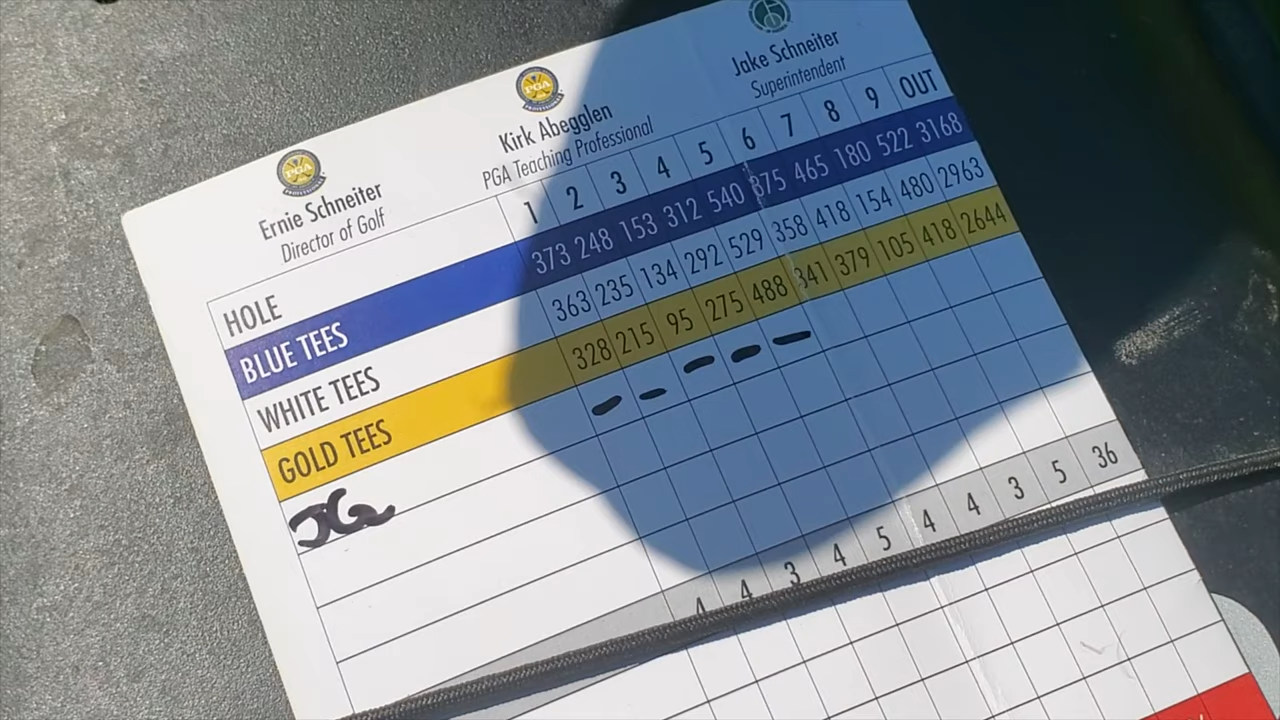 Ernie Schneiter
Director of Golf
Kirk Abegglen
PGA Teaching Professional
Jake Schneiter
Superintendent
HOLE 1 2 3 4 5 6 7 8 9 OUT
BLUE TEES 373 248 153 312 540 375 465 180 522 3168
WHITE TEES 363 235 134 292 529 358 418 154 480 2963
GOLD TEES 328 215 95 275 488 341 379 105 418 2644
JG - - - - -
4 4 3 4 5 4 4 3 5 36